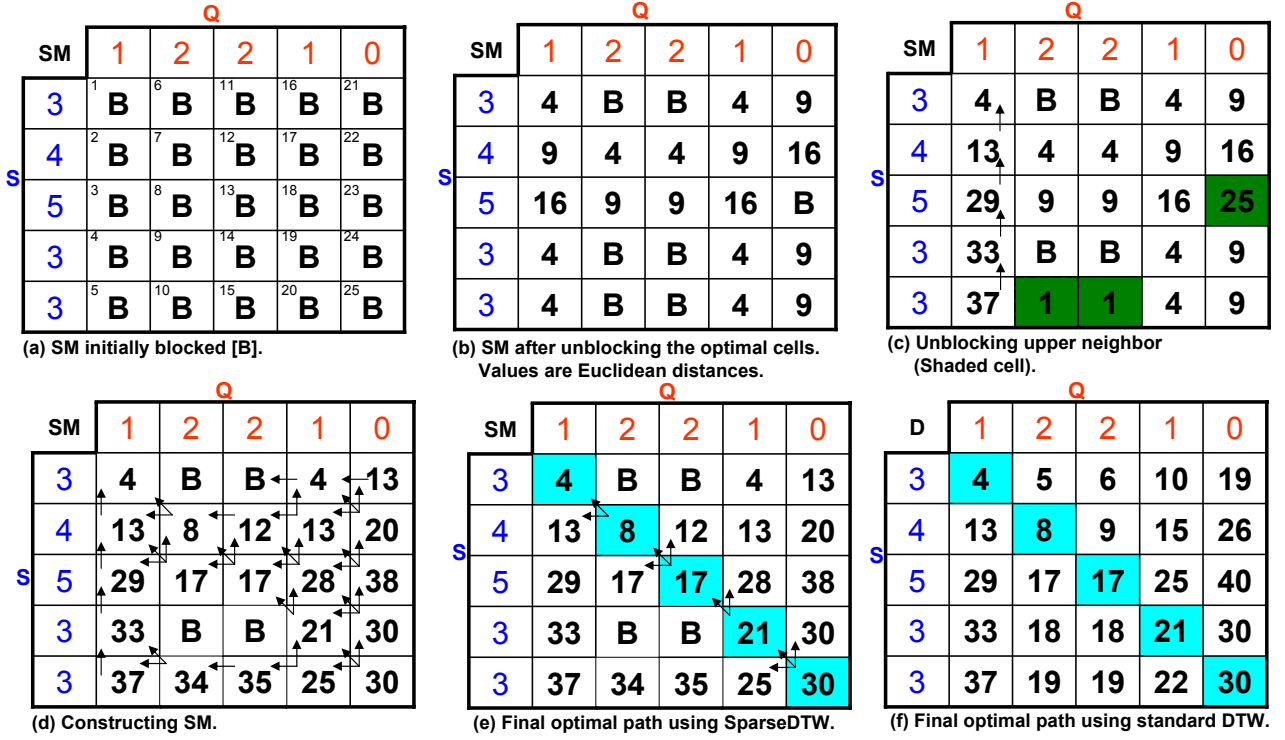 Q
SM 1 2 2 1 0
3 1 B 6 B 11 B 16 B 21 B
4 2 B 7 B 12 B 17 B 22 B
S
5 3 B 8 B 13 B 18 B 23 B
3 4 B 9 B 14 B 19 B 24 B
3 5 B 10 B 15 B 20 B 25 B
(a) SM initially blocked [B].
SM 1 2 2 1 0
3 4 B B 4 9
4 9 4 4 9 16
S
5 16 9 9 16 B
3 4 B B 4 9
3 4 B B 4 9
(b) SM after unblocking the optimal cells.
Values are Euclidean distances.
Q
SM 1 2 2 1 0
3 4 B B 4 9
4 13 4 4 9 16
S
5 29 9 9 16 25
3 33 B B 4 9
3 37 1 1 4 9
(c) Unblocking upper neighbor
(Shaded cell).
Q
SM 1 2 2 1 0
3 4 B B 4 13
4 13 8 12 13 20
S
5 29 17 17 28 38
3 33 B B 21 30
3 37 34 35 25 30
(d) Constructing SM.
Q
SM 1 2 2 1 0
3 4 B B 4 13
4 13 8 12 13 20
S
5 29 17 17 28 38
3 33 B B 21 30
3 37 34 35 25 30
(e) Final optimal path using SparseDTW.
Q
D 1 2 2 1 0
3 4 5 6 10 19
4 13 8 9 15 26
S
5 29 17 17 25 40
3 33 18 18 21 30
3 37 19 19 22 30
(f) Final optimal path using standard DTW.